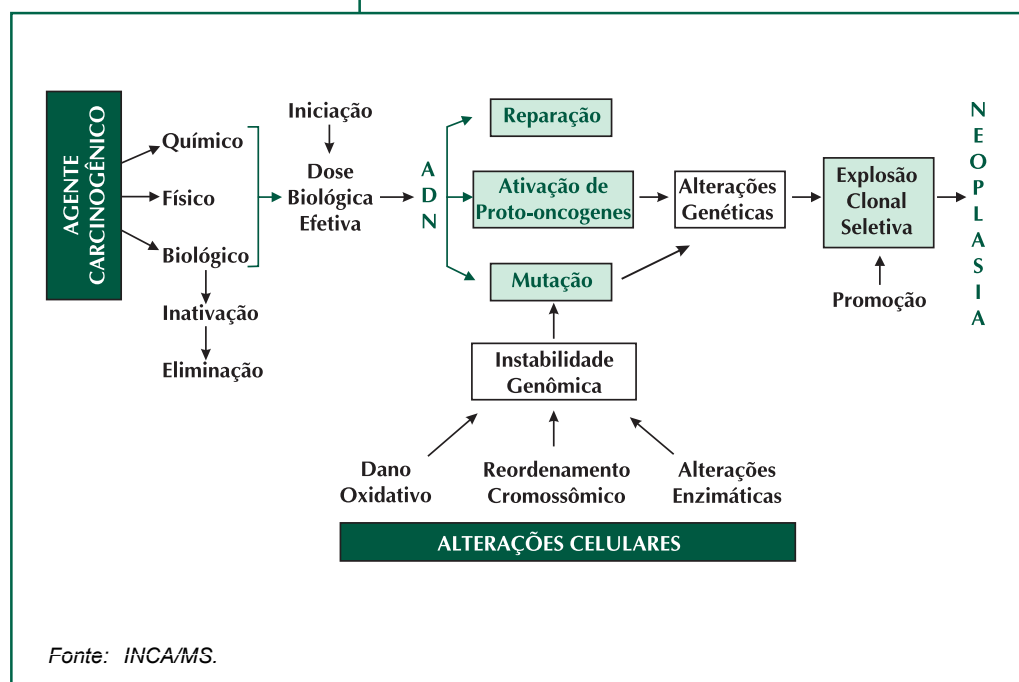 AGENTE
CARCINOGÊNICO
Químico
Físico
Biológico
Inativação
Eliminação
Iniciação
Dose
Biológica
Efetiva
A
D
N
Reparação
Ativação de
Proto-oncogenes
Mutação
Instabilidade
Genômica
Dano
Oxidativo
Reordenamento
Cromossômico
Alterações
Enzimáticas
ALTERAÇÕES CELULARES
Alterações
Genéticas
Explosão
Clonal
Seletiva
Promoção
N
E
O
P
L
A
S
I
A
Fonte: INCA/MS.